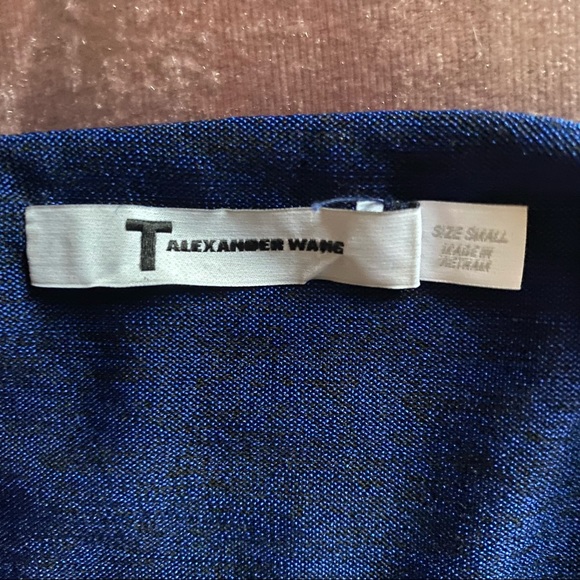 T ALEXANDER WANG
SIZE SMALL
MADE IN
VIETNAM